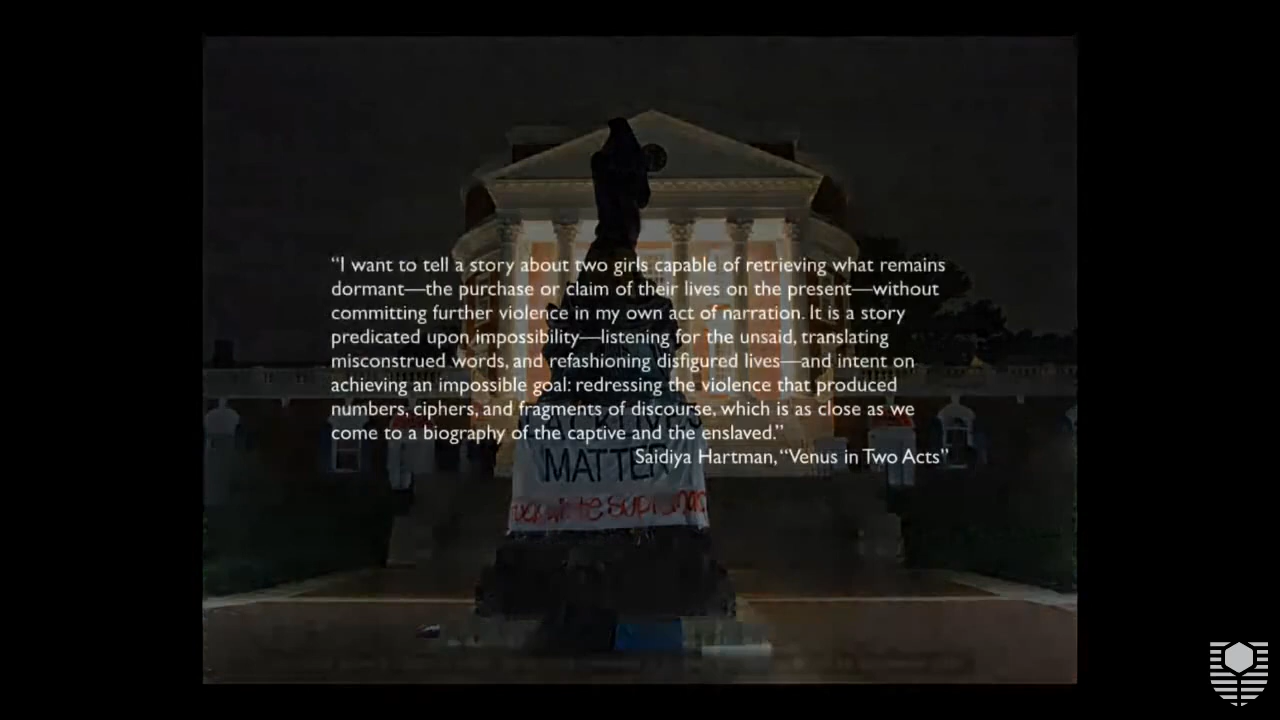 “I want to tell a story about two girls capable of retrieving what remains
dormant—the purchase or claim of their lives on the present—without
committing further violence in my own act of narration. It is a story
predicated upon impossibility—listening for the unsaid, translating
misconstrued words, and refashioning disfigured lives—and intent on
achieving an impossible goal: redressing the violence that produced
numbers, ciphers, and fragments of discourse, which is as close as we
come to a biography of the captive and the enslaved.”
Saidiya Hartman, “Venus in Two Acts”
MATTER